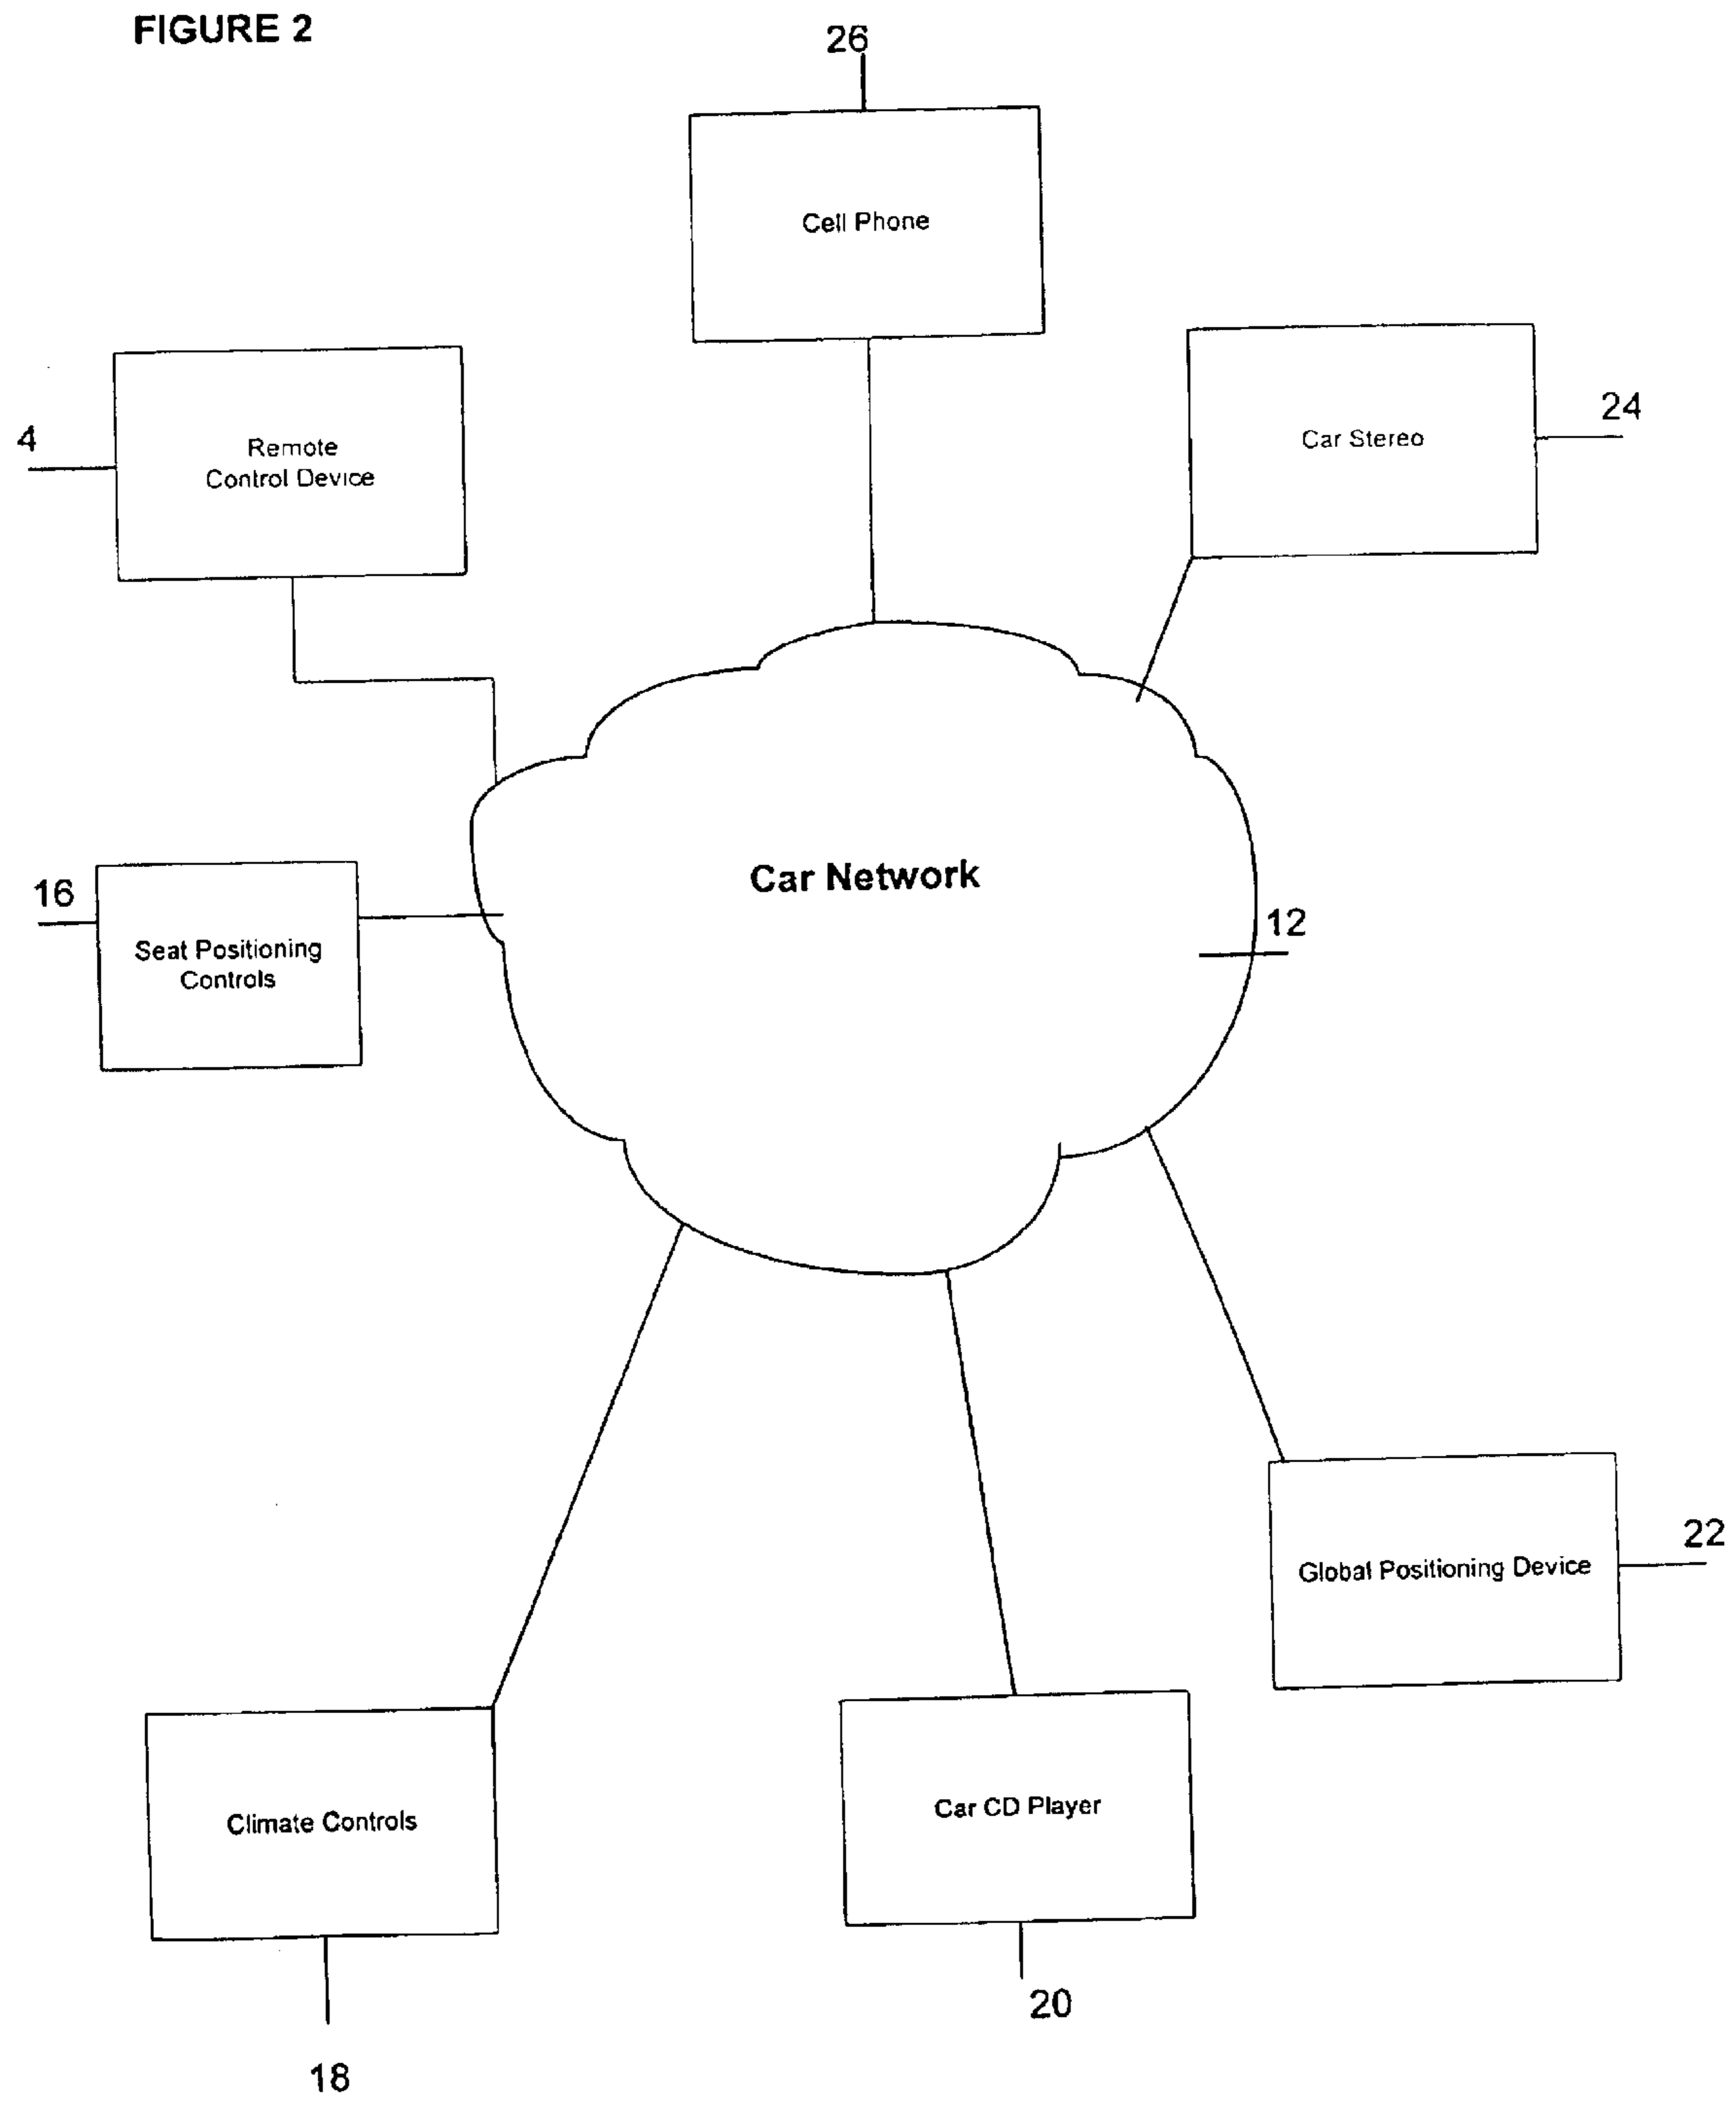 FIGURE 2
26
Cell Phone
24
Car Stereo
4
Remote
Control Device
Car Network
16
12
Seat Positioning
Controls
22
Global Positioning Device
Climate Controls
Car CD Player
20
18